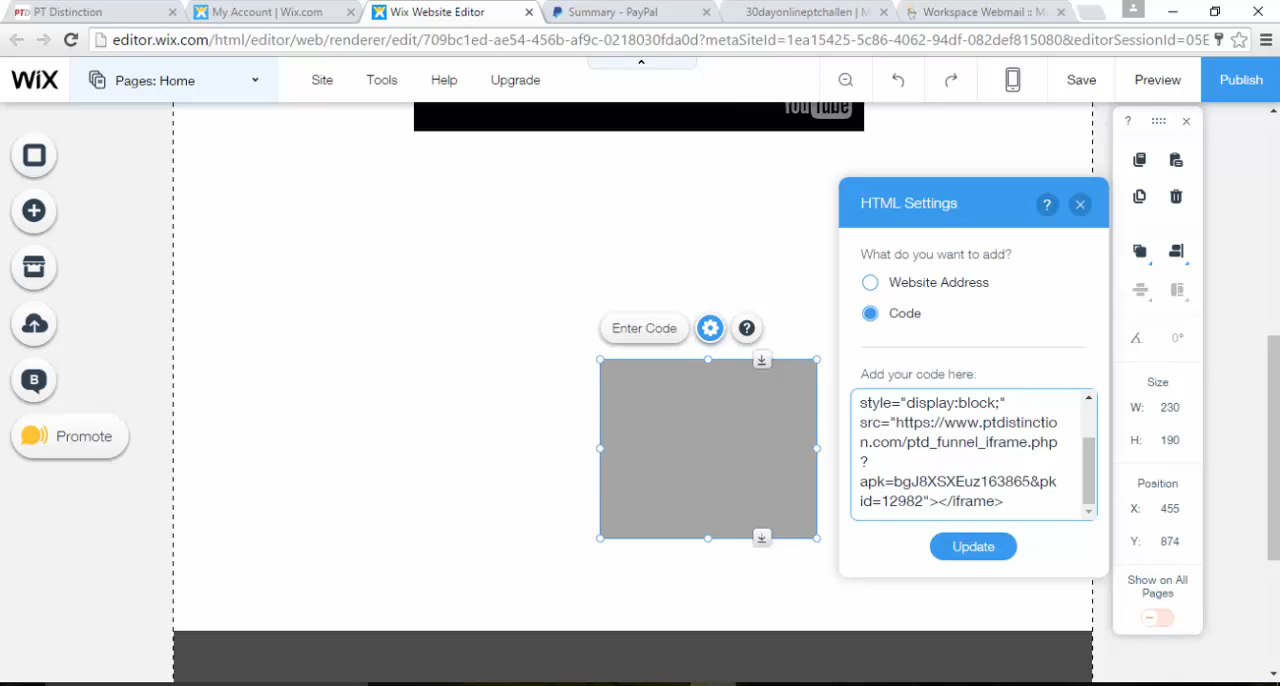 PTD PT Distinction
My Account | Wix.com
Wix Website Editor
Summary - PayPal
30dayonlineptchallen | M
Workspace Webmail :: M
editor.wix.com/html/editor/web/renderer/edit/709bc1ed-ae54-456b-af9c-0218030fda0d?metaSiteId=1ea15425-5c86-4062-94df-082def815080&editorSessionId=05E
WiX
Pages: Home
Site
Tools
Help
Upgrade
Save
Preview
Publish
YouTube
?
HTML Settings
?
What do you want to add?
Website Address
Code
Enter Code
?
Add your code here:
style="display:block;"
src="https://www.ptdistinctio
n.com/ptd_funnel_iframe.php
?
apk=bgJ8XSXEuz163865&pk
id=12982"></iframe>
Update
B
Promote
0°
Size
W: 230
H: 190
Position
X: 455
Y: 874
Show on All
Pages